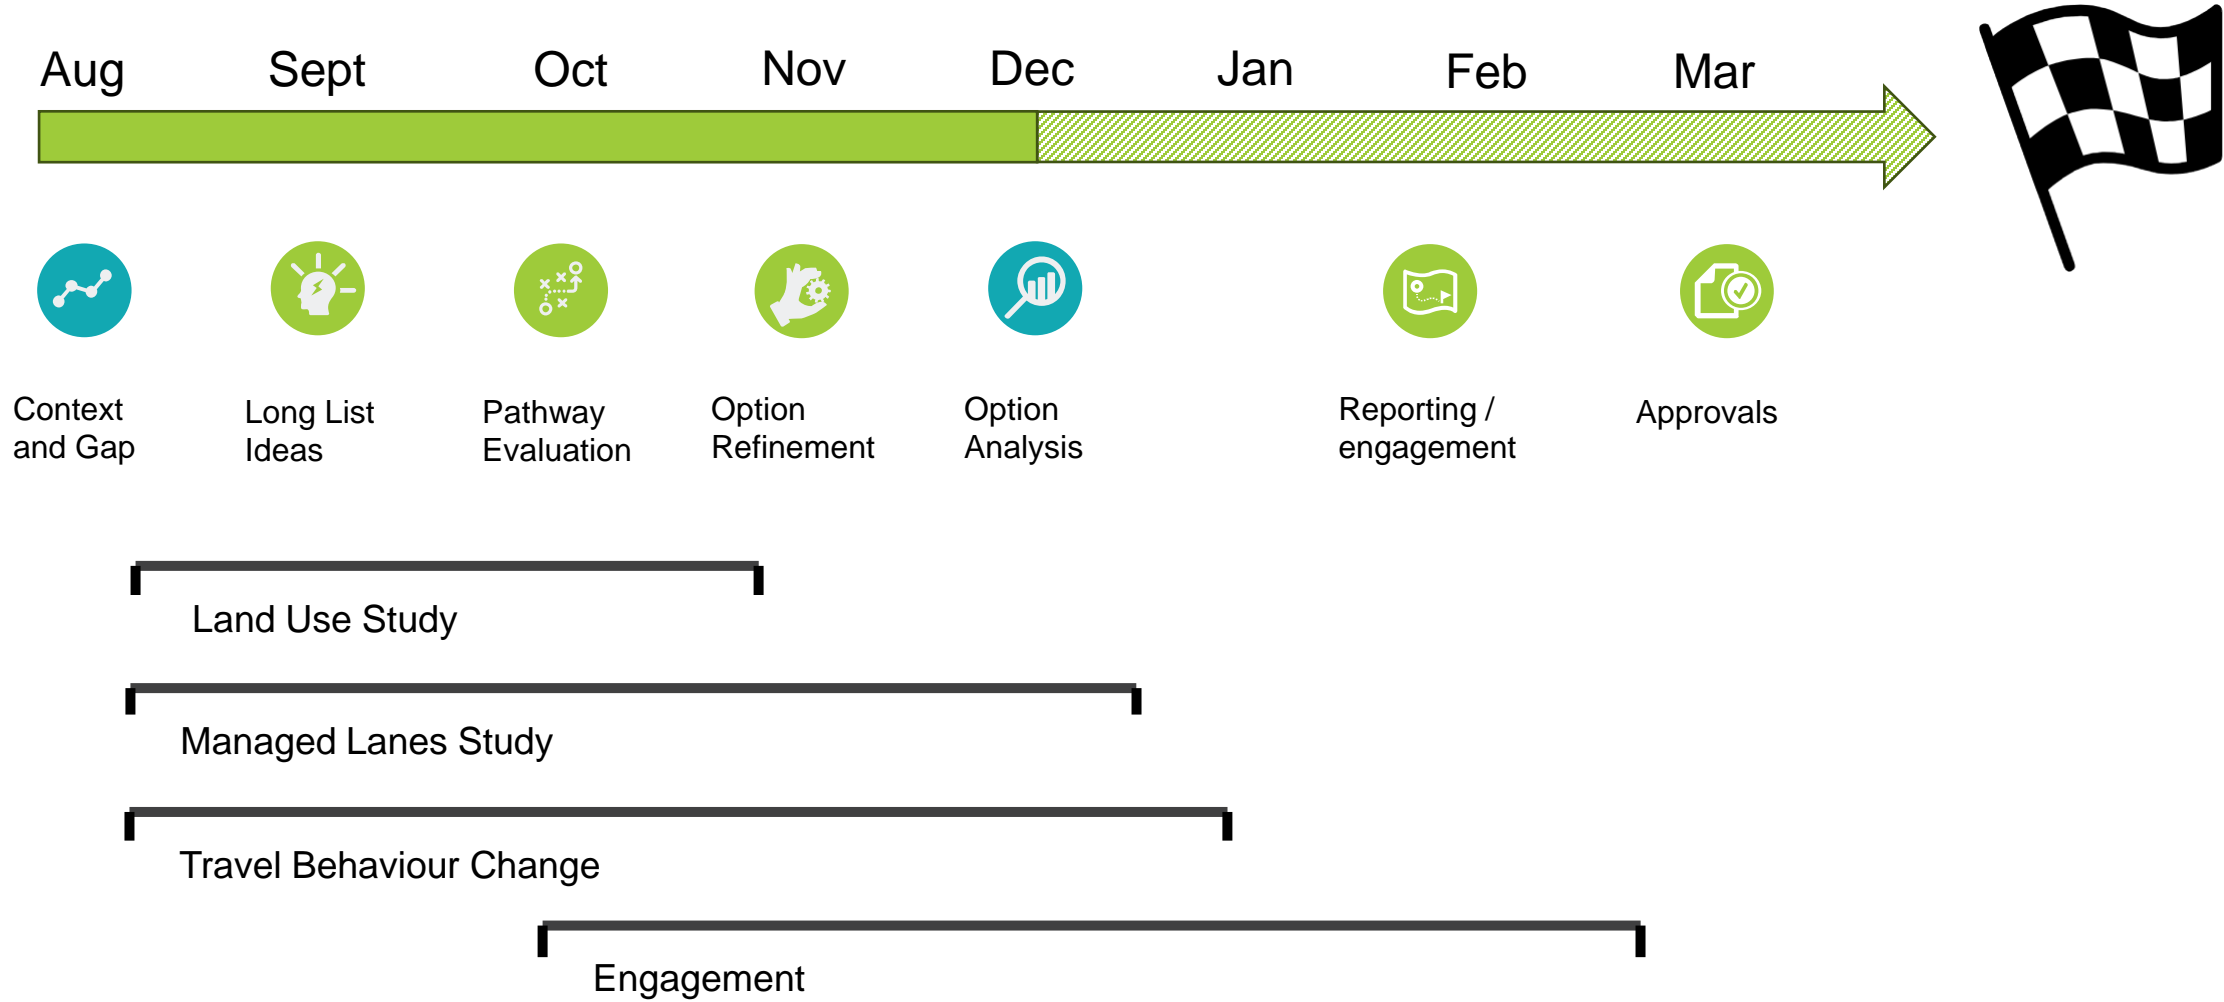 Aug
Sept
Oct
Nov
Dec
Jan
Feb
Mar
Context
and Gap
Long List
Ideas
Pathway
Evaluation
Option
Refinement
Option
Analysis
Reporting /
engagement
Approvals
Land Use Study
Managed Lanes Study
Travel Behaviour Change
Engagement